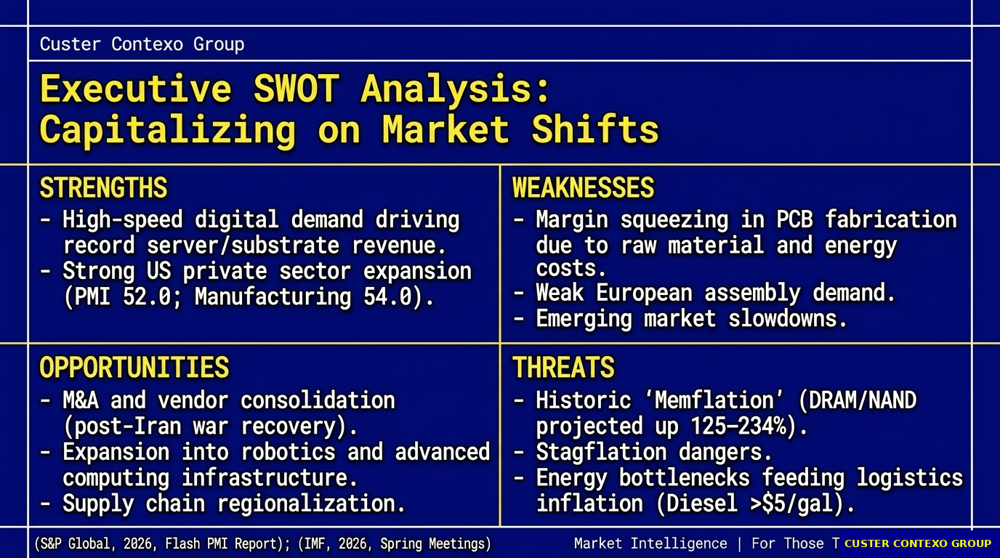 Custer Contexo Group
Executive SWOT Analysis:
Capitalizing on Market Shifts
STRENGTHS
- High-speed digital demand driving
record server/substrate revenue.
- Strong US private sector expansion
(PMI 52.0; Manufacturing 54.0).
WEAKNESSES
- Margin squeezing in PCB fabrication
due to raw material and energy
costs.
- Weak European assembly demand.
- Emerging market slowdowns.
OPPORTUNITIES
- M&A and vendor consolidation
(post-Iran war recovery).
- Expansion into robotics and advanced
computing infrastructure.
- Supply chain regionalization.
THREATS
- Historic ‘Memflation’ (DRAM/NAND
projected up 125–234%).
- Stagflation dangers.
- Energy bottlenecks feeding logistics
inflation (Diesel >$5/gal).
(S&P Global, 2026, Flash PMI Report); (IMF, 2026, Spring Meetings)
Market Intelligence | For Those T
CUSTER CONTEXO GROUP